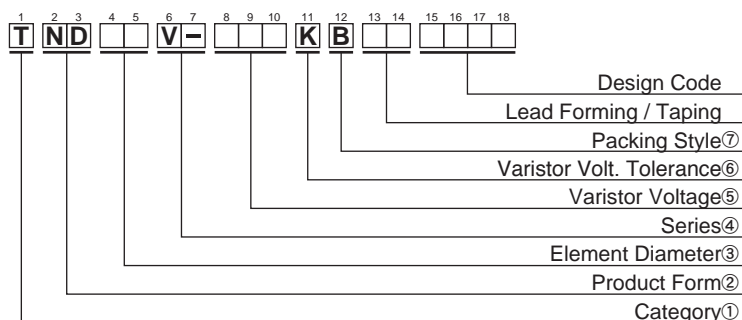 1 2 3 4 5 6 7 8 9 10 11 12 13 14 15 16 17 18
T N D V – K B
Design Code
Lead Forming / Taping
Packing Style⑦
Varistor Volt. Tolerance⑥
Varistor Voltage⑤
Series④
Element Diameter③
Product Form②
Category①